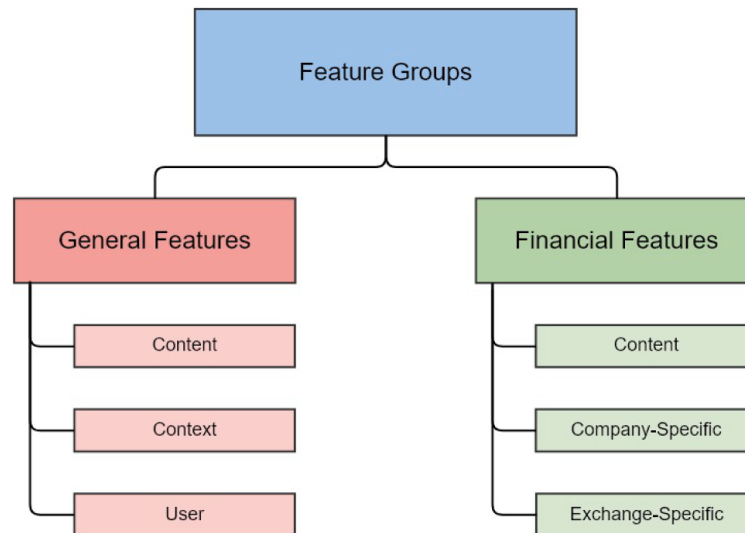 Feature Groups
General Features
Content
Context
User
Financial Features
Content
Company-Specific
Exchange-Specific